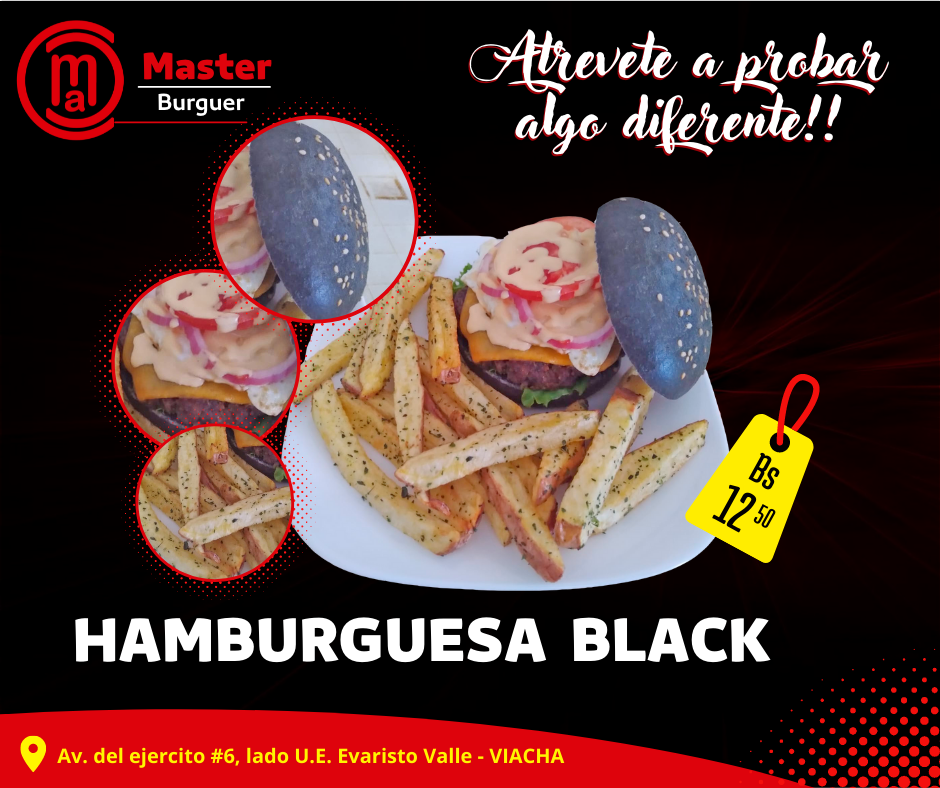 ma
Master
Burguer
Atrevete a probar
algo diferente!!
Bs
12 50
HAMBURGUESA BLACK
Av. del ejercito #6, lado U.E. Evaristo Valle - VIACHA